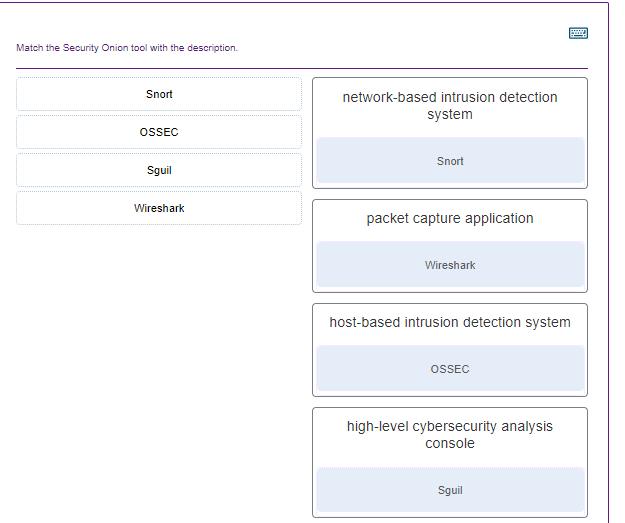 Match the Security Onion tool with the description.
Snort
OSSEC
Sguil
Wireshark
network-based intrusion detection
system
Snort
packet capture application
Wireshark
host-based intrusion detection system
OSSEC
high-level cybersecurity analysis
console
Sguil